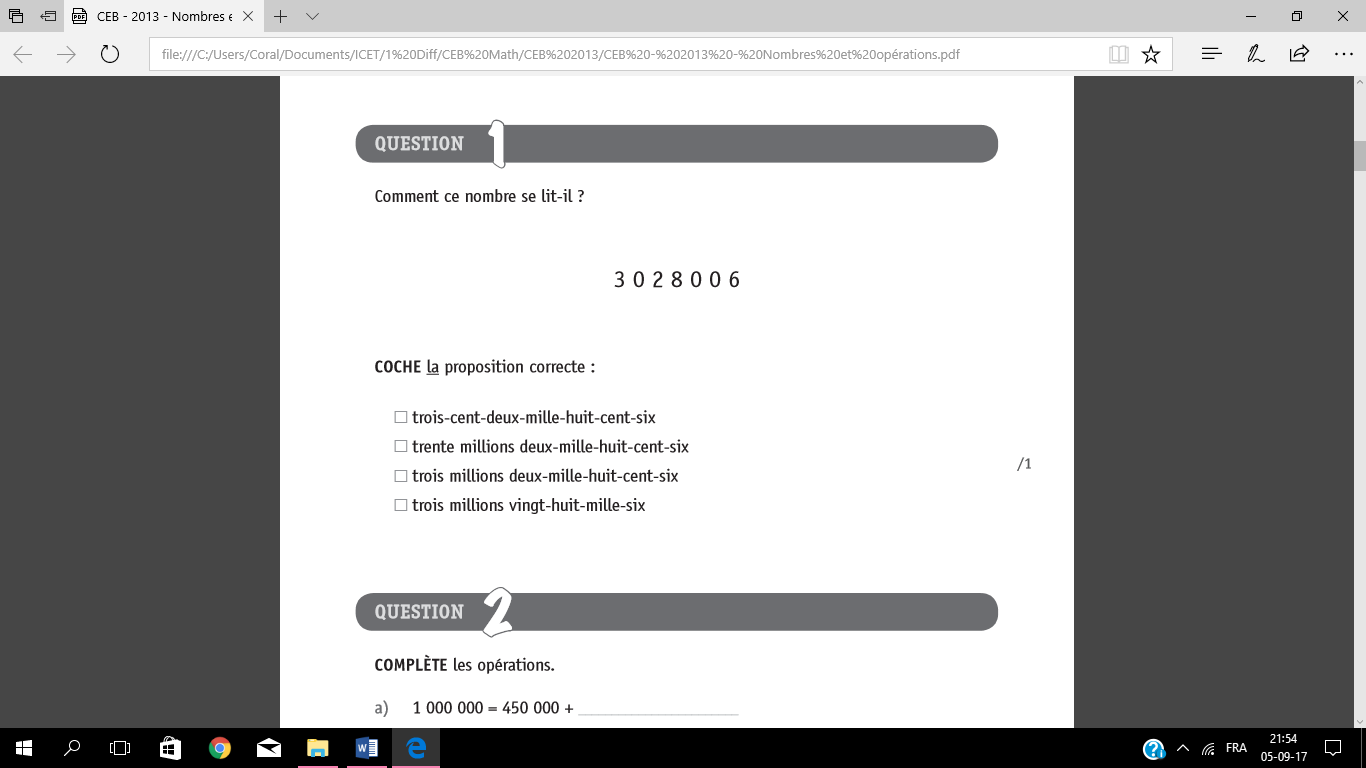 CEB - 2013 - Nombres e
file:///C:/Users/Coral/Documents/ICET/1%20Diff/CEB%20Math/CEB%202013/CEB%20-%202013%20-%20Nombres%20et%20opérations.pdf
QUESTION 1
Comment ce nombre se lit-il ?
3 0 2 8 0 0 6
COCHE la proposition correcte :
trois-cent-deux-mille-huit-cent-six
trente millions deux-mille-huit-cent-six
/1
trois millions deux-mille-huit-cent-six
trois millions vingt-huit-mille-six
QUESTION 2
COMPLÈTE les opérations.
a) 1 000 000 = 450 000 +
FRA
21:54
05-09-17